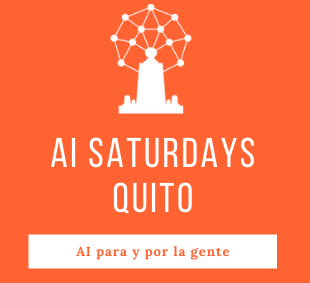 AI SATURDAYS
QUITO
AI para y por la gente